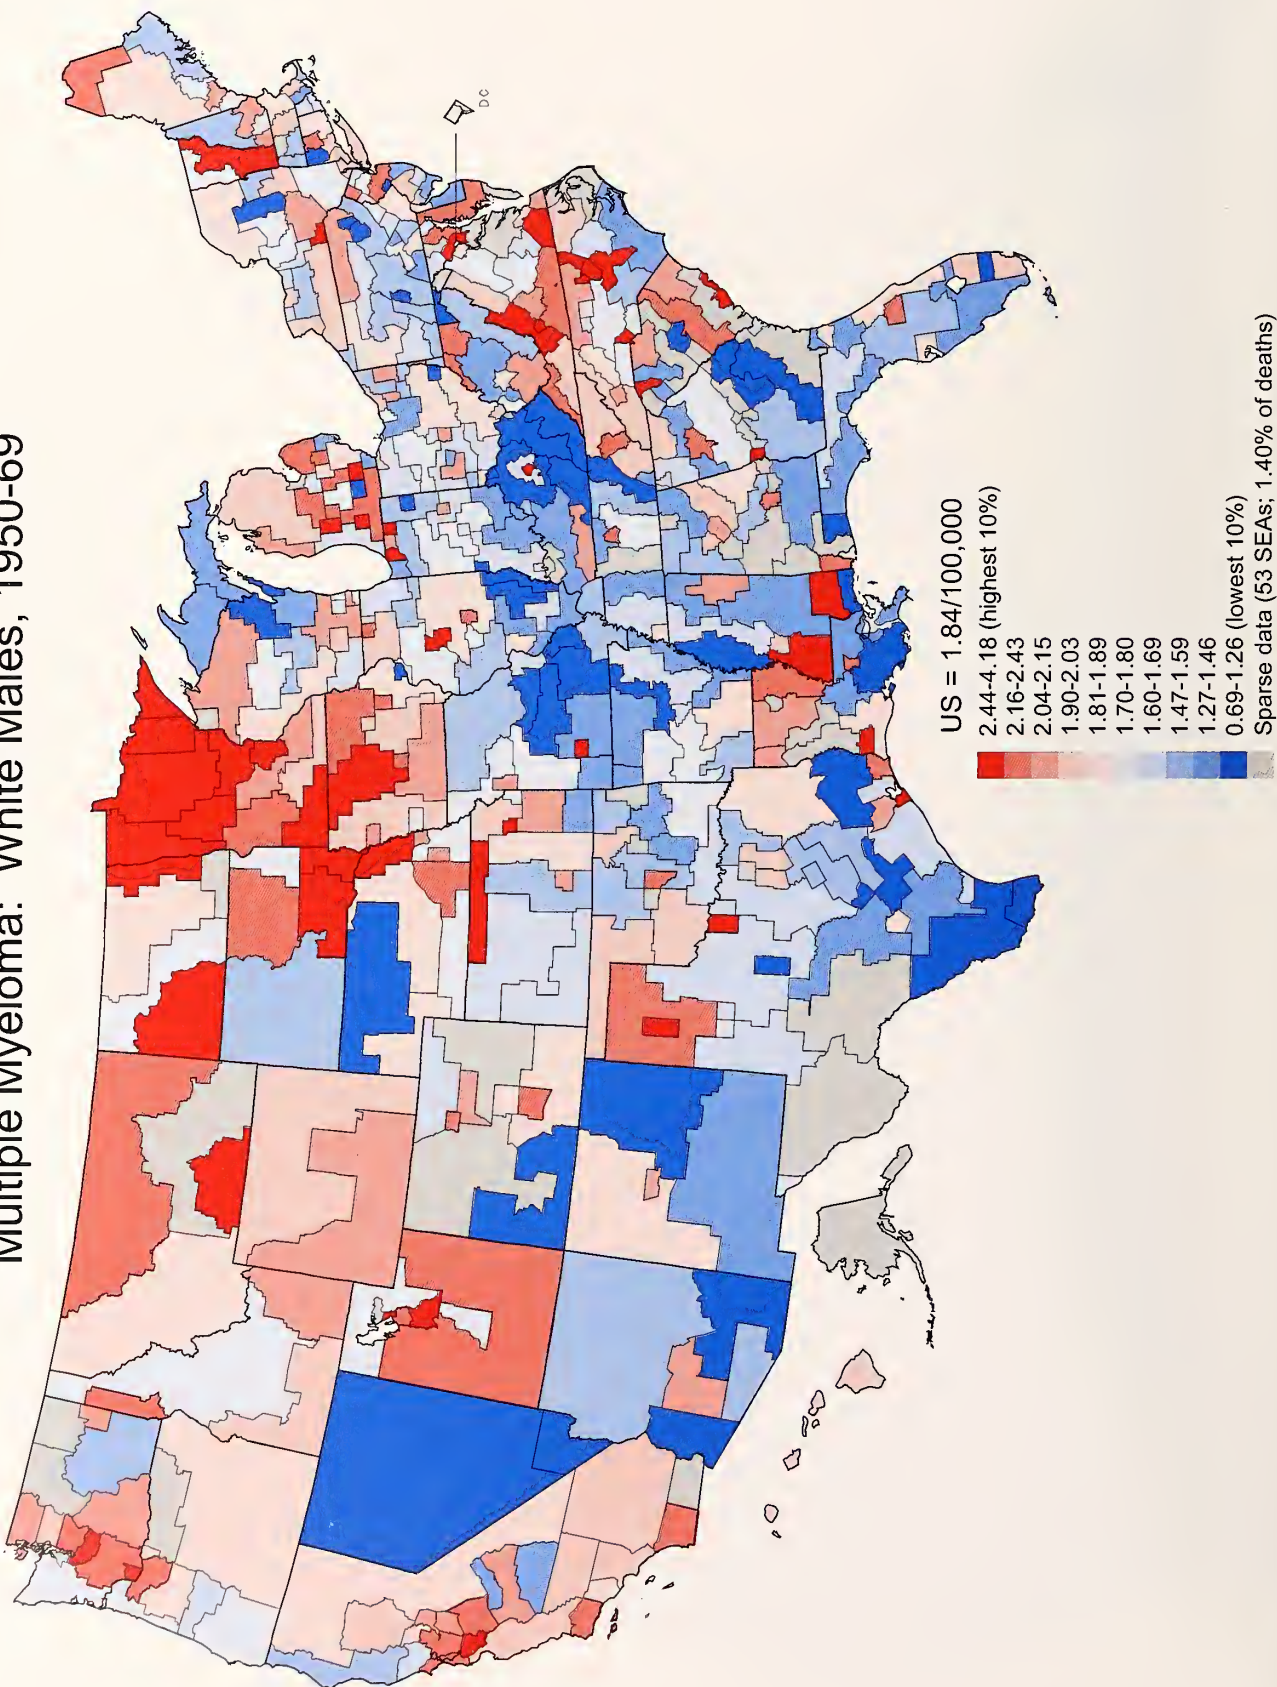 Multiple Myeloma: White Males, 1950-69
DC
US = 1.84/100,000
2.44-4.18 (highest 10%)
2.16-2.43
2.04-2.15
1.90-2.03
1.81-1.89
1.70-1.80
1.60-1.69
1.47-1.59
1.27-1.46
0.69-1.26 (lowest 10%)
Sparse data (53 SEAs; 1.40% of deaths)